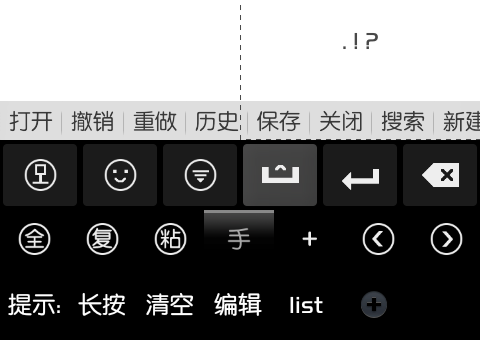 .!?
打开 撤销 重做 历史 保存 关闭 搜索 新建
全 复 粘 手 +
提示: 长按 清空 编辑 list